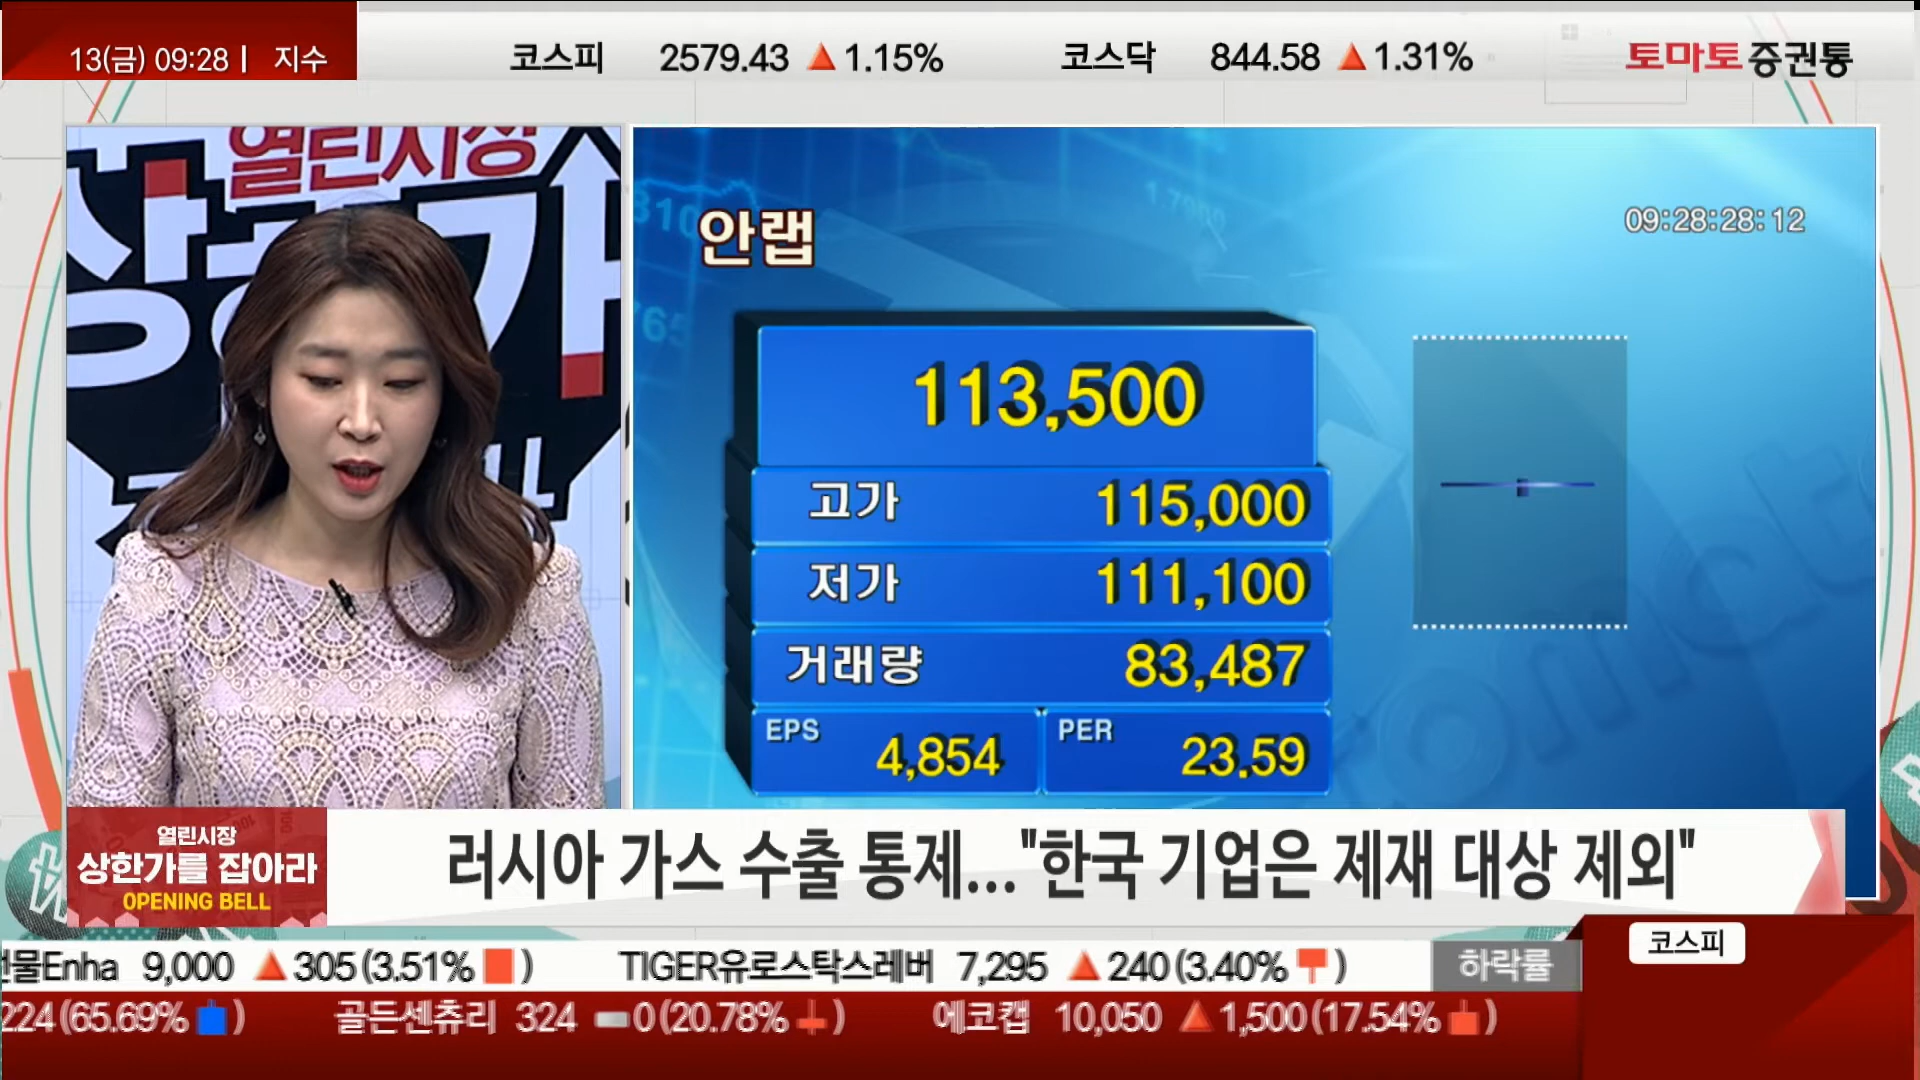 13(금) 09:28 | 지수
코스피 2579.43 ▲1.15% 코스닥 844.58 ▲1.31%
토마토증권통
열린시장
안랩
09:28:28:12
113,500
고가 115,000
저가 111,100
거래량 83,487
EPS 4,854 PER 23.59
열린시장
상한가를 잡아라
OPENING BELL
러시아 가스 수출 통제..."한국 기업은 제재 대상 제외"
코스피
선물Enha 9,000 ▲305(3.51% ) TIGER유로스탁스레버 7,295 ▲240(3.40% ) 하락률
224(65.69% ) 골든센츄리 324 0(20.78% ) 에코캡 10,050 ▲1,500(17.54% )